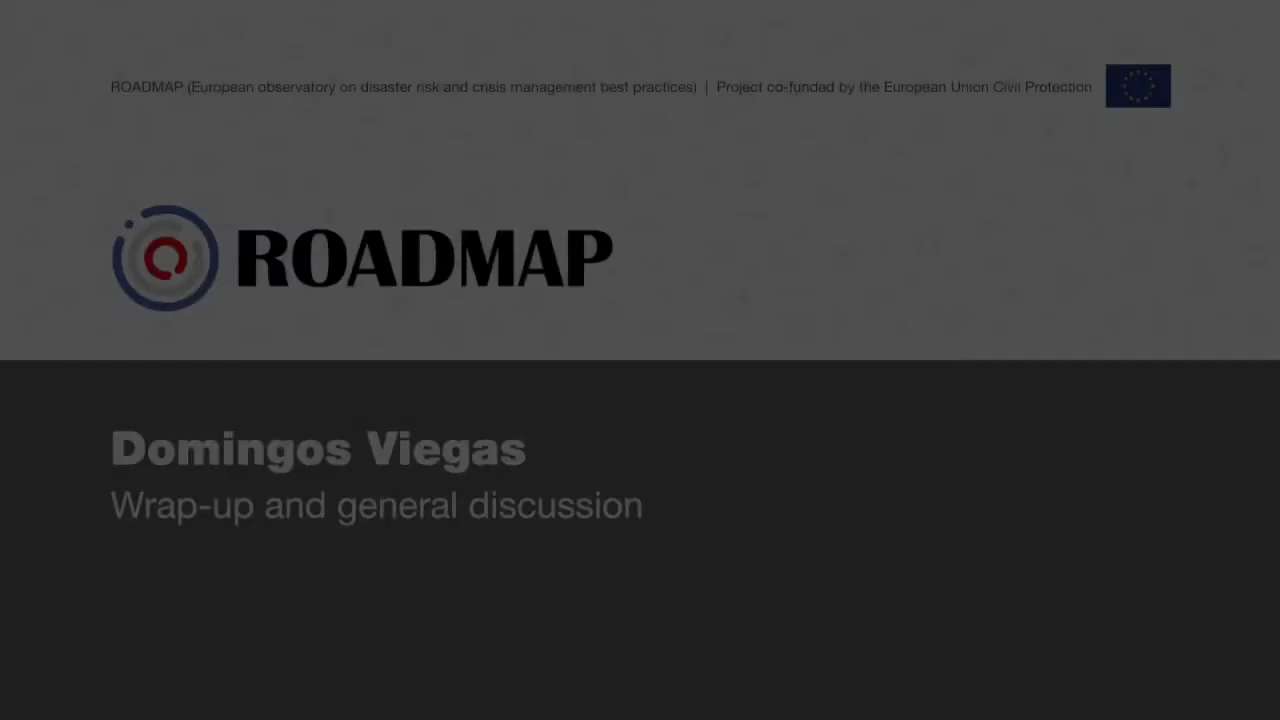 ROADMAP (European observatory on disaster risk and crisis management best practices) | Project co-funded by the European Union Civil Protection
ROADMAP
Domingos Viegas
Wrap-up and general discussion